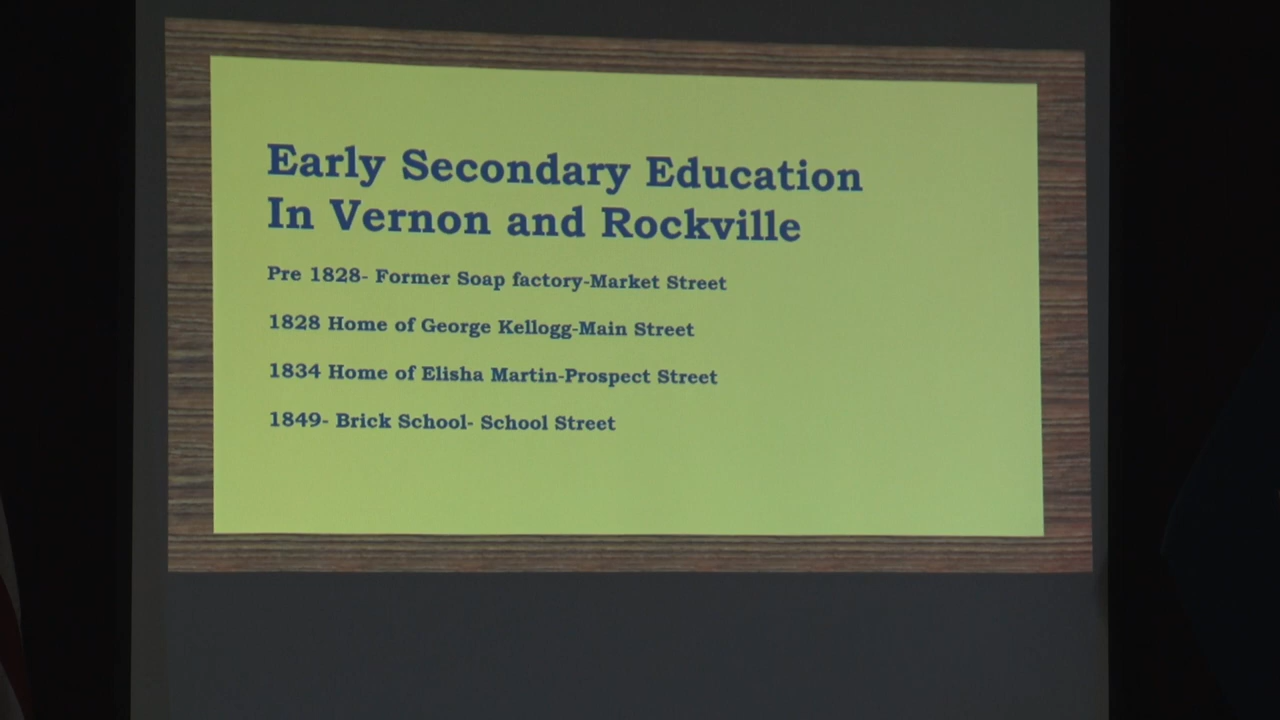 Early Secondary Education
In Vernon and Rockville
Pre 1828- Former Soap factory-Market Street
1828 Home of George Kellogg-Main Street
1834 Home of Elisha Martin-Prospect Street
1849- Brick School- School Street